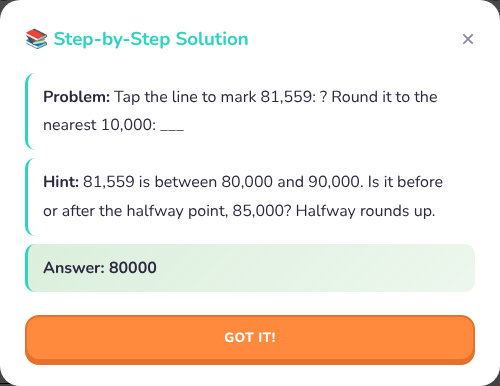 📚 Step-by-Step Solution ×
Problem: Tap the line to mark 81,559: ? Round it to the
nearest 10,000: ___
Hint: 81,559 is between 80,000 and 90,000. Is it before
or after the halfway point, 85,000? Halfway rounds up.
Answer: 80000
GOT IT!